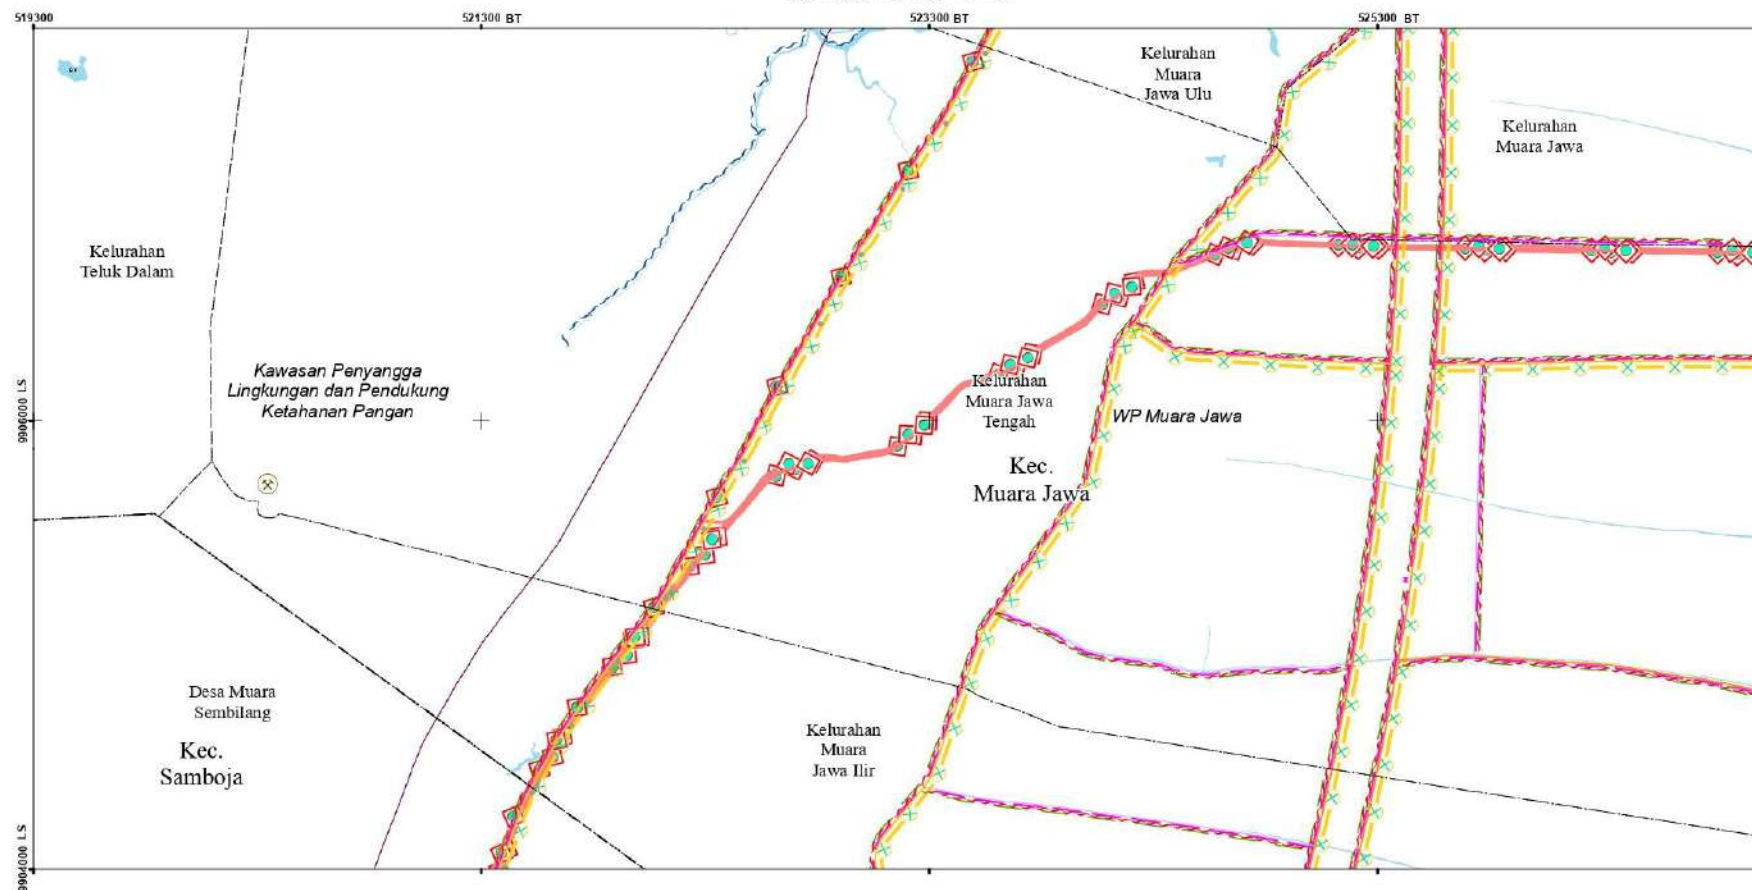 519300
521300 BT
523300
525300 BT
Kelurahan
Muara
Jawa Ulu
Kelurahan
Muara Jawa
Kelurahan
Teluk Dalam
Kawasan Penyangga
Lingkungan dan Pendukung
Ketahanan Pangan
Kelurahan
Muara Jawa
Tengah
WP Muara Jawa
9906000 LS
Kec.
Muara Jawa
Desa Muara
Sembilang
Kec.
Samboja
Kelurahan
Muara
Jawa Ilir
9904000 LS